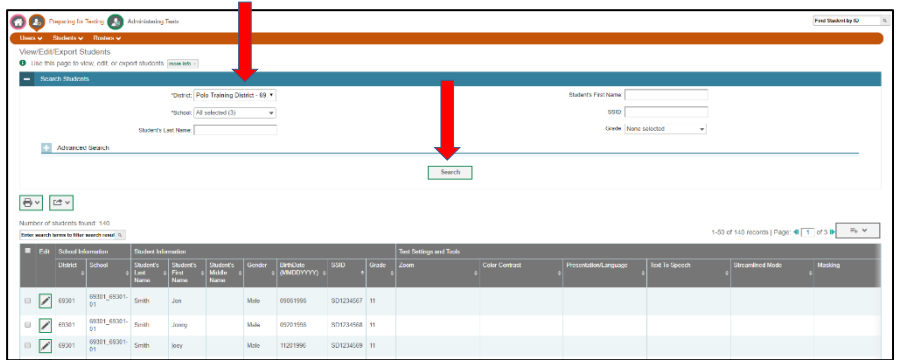 Preparing for Testing Administering Tests Find Student by ID
Users Students Rosters
View/Edit/Export Students
Use this page to view, edit, or export students more info
Search Students
*District: Polo Training District - 69 Student's First Name
*School: All selected (3) SSID
Student's Last Name: Grade None selected
Advanced Search
Search
Number of students found: 140
Enter search terms to filter search results 1-50 of 140 records | Page: 1 of 3
Edit School Information Student Information Test Settings and Tools
District School Student's Last Name Student's First Name Student's Middle Name Gender BirthDate (MMDDYYYY) SSID Grade Zoom Color Contrast Presentation/Language Text To Speech Streamlined Mode Masking
69301 69301_69301-01 Smith Jon Male SD1234567 11
69301 69301_69301-01 Smith Male 09201996 SD1234568 11
69301 69301_69301-01 Smith Joey Male 11201996 SD1234569 11